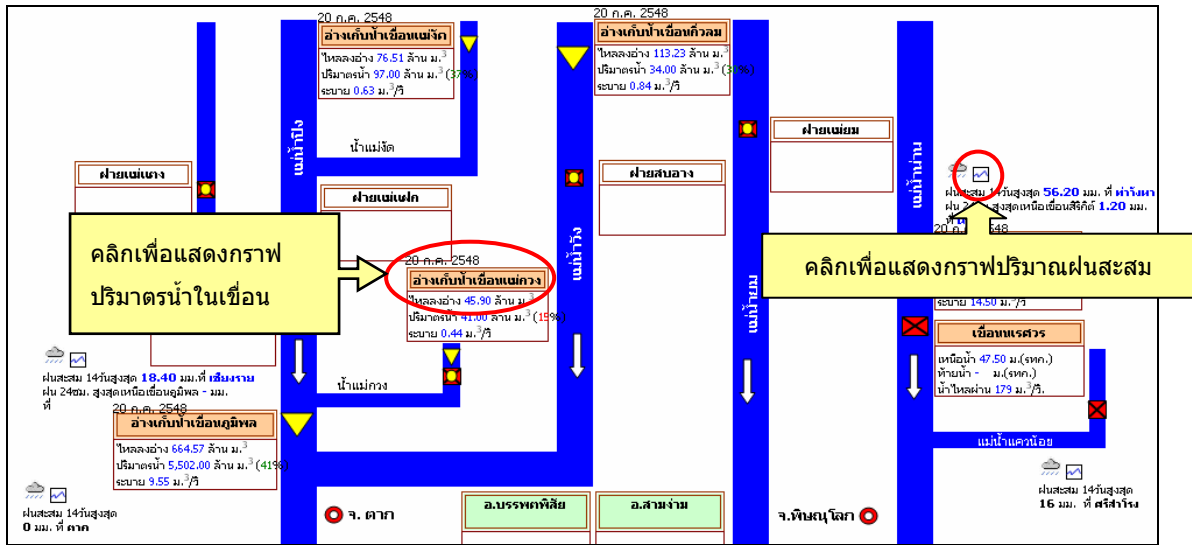 20 ก.ค. 2548
อ่างเก็บน้ำเขื่อนแม่งัด
ไหลลงอ่าง 76.51 ล้าน ม.3
ปริมาตรน้ำ 97.00 ล้าน ม.3 (37%)
ระบาย 0.63 ม.3/วิ
20 ก.ค. 2548
อ่างเก็บน้ำเขื่อนกิ่วลม
ไหลลงอ่าง 113.23 ล้าน ม.3
ปริมาตรน้ำ 34.00 ล้าน ม.3
ระบาย 0.84 ม.3/วิ
แม่น้ำปิง
น้ำแม่งัด
ฝายแม่แตง
ฝายแม่แฝก
ฝายสบอาง
ฝายแม่ยม
แม่น้ำวัง
แม่น้ำยม
แม่น้ำน่าน
ฝนสะสม 14วันสูงสุด 56.20 มม. ที่ ท่าวังผา
สูงสุดเหนือเขื่อนสิริกิต์ 1.20 มม.
คลิกเพื่อแสดงกราฟ
ปริมาตรน้ำในเขื่อน
คลิกเพื่อแสดงกราฟปริมาณฝนสะสม
20 ก.ค. 2548
อ่างเก็บน้ำเขื่อนแม่กวง
ไหลลงอ่าง 45.90 ล้าน ม.3
ปริมาตรน้ำ 41.00 ล้าน ม.3 (15%)
ระบาย 0.44 ม.3/วิ
ระบาย 14.50 ม.3/วิ
เขื่อนนเรศวร
เหนือน้ำ 47.50 ม.(รทก.)
ท้ายน้ำ - ม.(รทก.)
น้ำไหลผ่าน 179 ม.3/วิ.
น้ำแม่กวง
ฝนสะสม 14วันสูงสุด 18.40 มม.ที่ เชียงราย
ฝน 24ชม. สูงสุดเหนือเขื่อนภูมิพล - มม.
ที่
20 ก.ค. 2548
อ่างเก็บน้ำเขื่อนภูมิพล
ไหลลงอ่าง 664.57 ล้าน ม.3
ปริมาตรน้ำ 5,502.00 ล้าน ม.3 (41%)
ระบาย 9.55 ม.3/วิ
แม่น้ำแควน้อย
ฝนสะสม 14วันสูงสุด
16 มม. ที่ ศรีสำโรง
ฝนสะสม 14วันสูงสุด
0 มม. ที่ ตาก
จ. ตาก
อ.บรรพตพิสัย
อ.สามง่าม
จ.พิษณุโลก